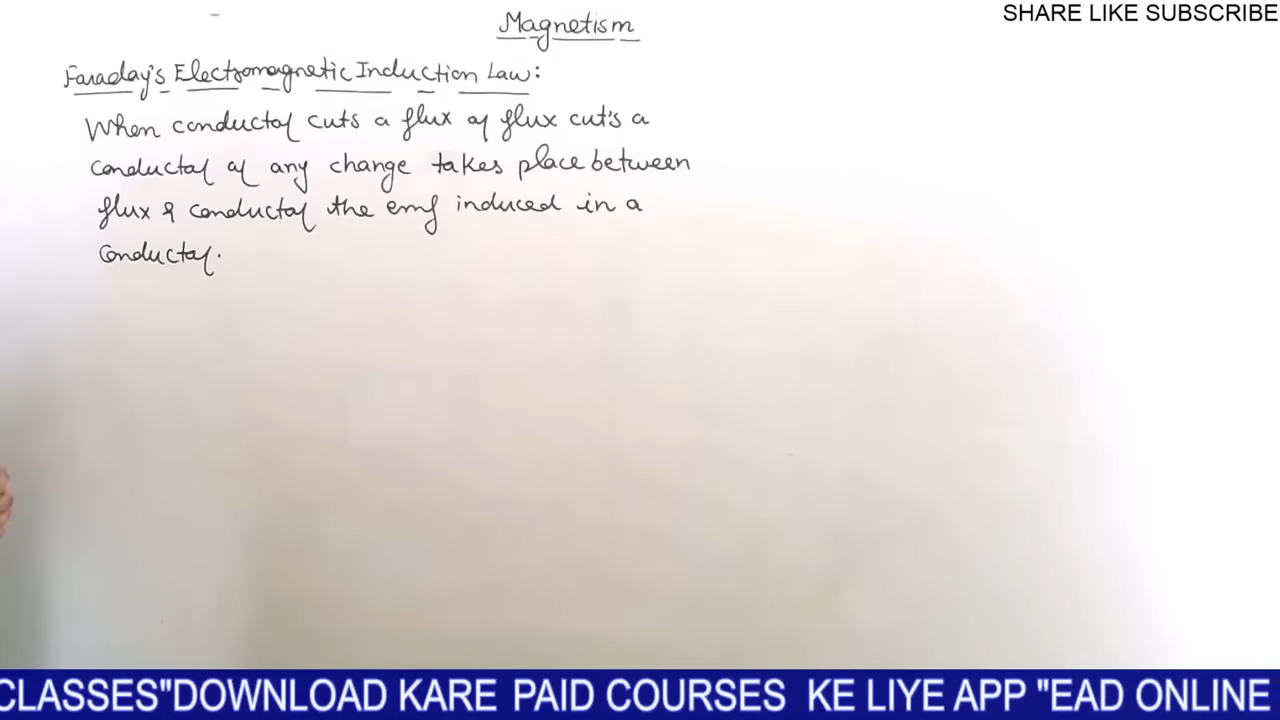 SHARE LIKE SUBSCRIBE
Magnetism
Faraday's Electromagnetic Induction Law:
When conductor cuts a flux or flux cut's a
conductor or any change takes place between
flux & conductor the emf induced in a
conductor.
CLASSES"DOWNLOAD KARE PAID COURSES KE LIYE APP "EAD ONLINE